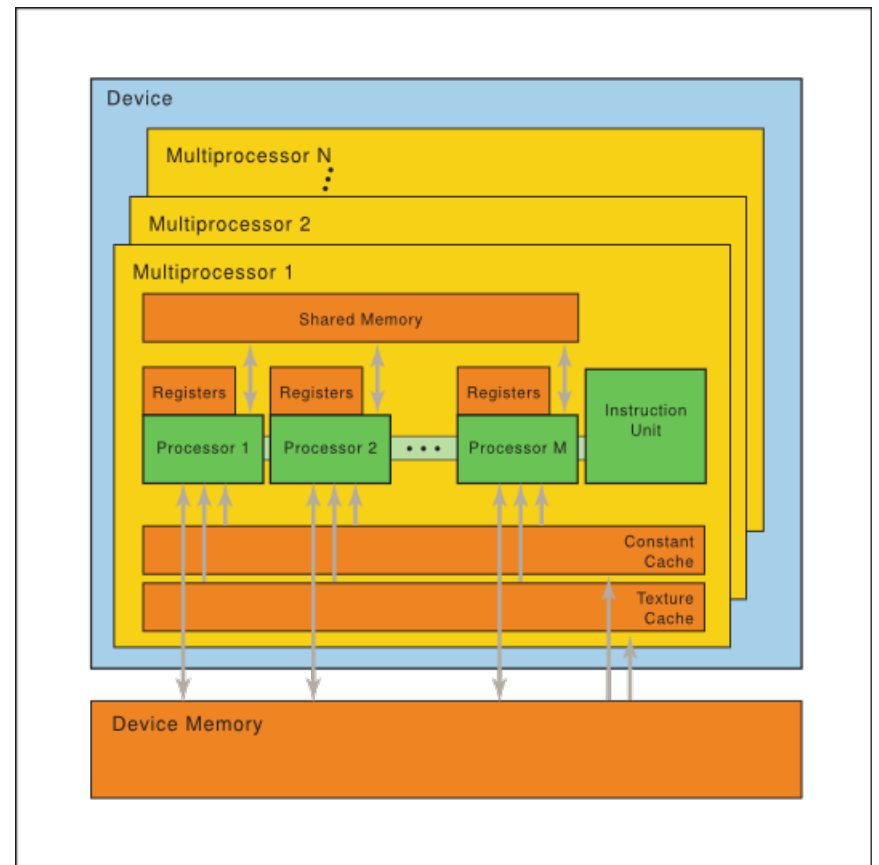 Device
Multiprocessor N
Multiprocessor 2
Multiprocessor 1
Shared Memory
Registers
Registers
Registers
Instruction
Unit
Processor 1
Processor 2
Processor M
Constant
Cache
Texture
Cache
Device Memory